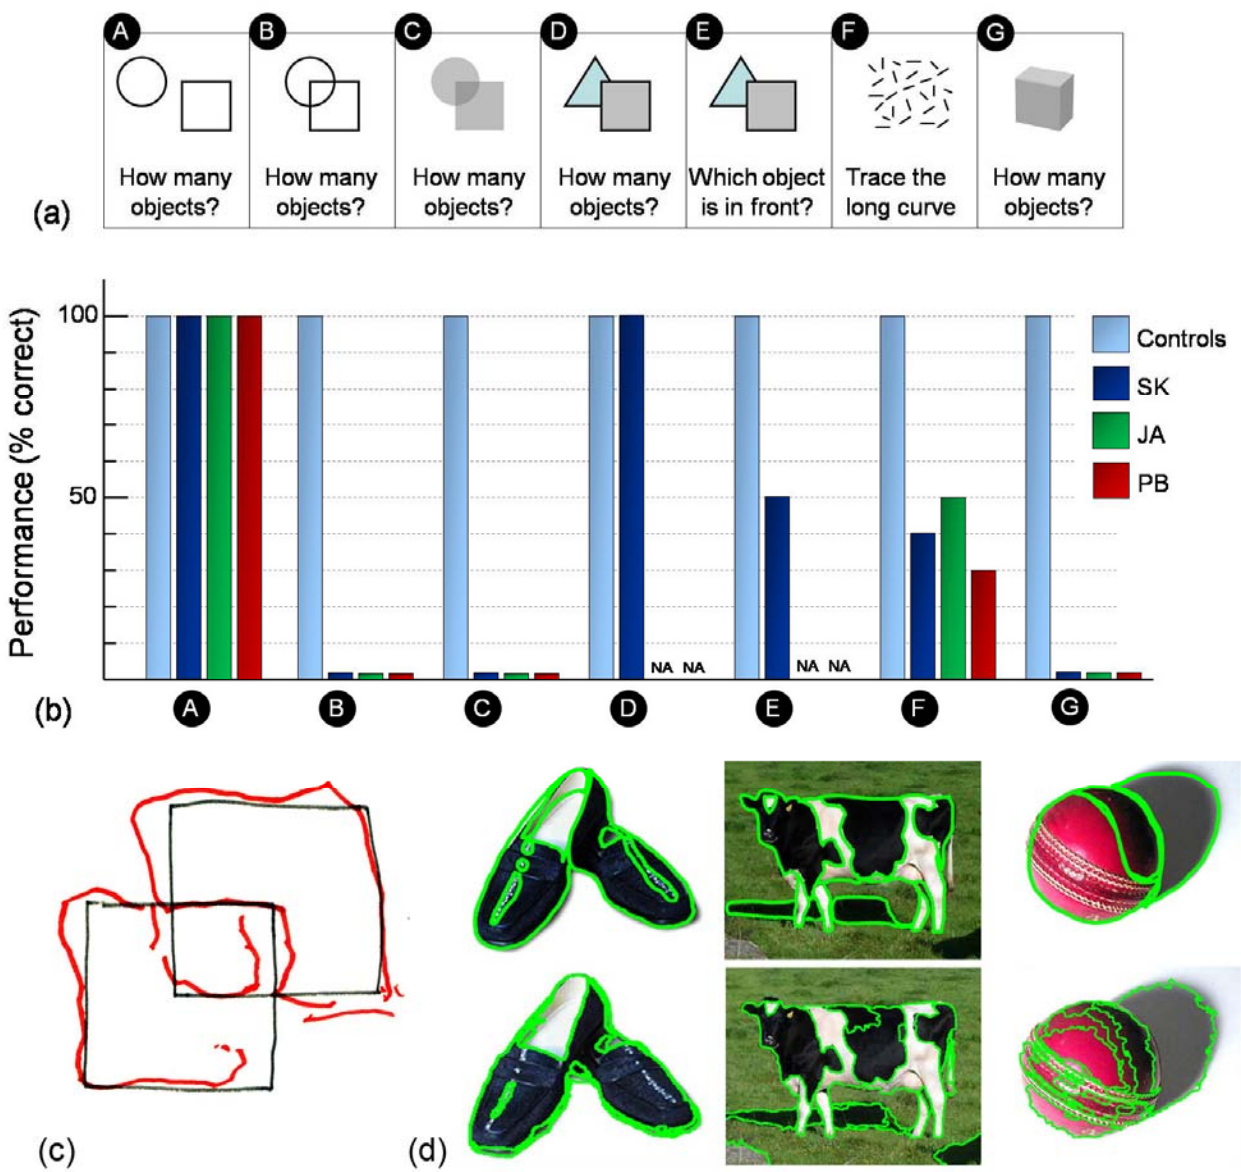 A B C D E F G
How many objects?
How many objects?
How many objects?
How many objects?
Which object is in front?
Trace the long curve
How many objects?
(a)
Performance (% correct)
100
50
Controls
SK
JA
PB
NA NA
NA NA
A B C D E F G
(b)
(c)
(d)